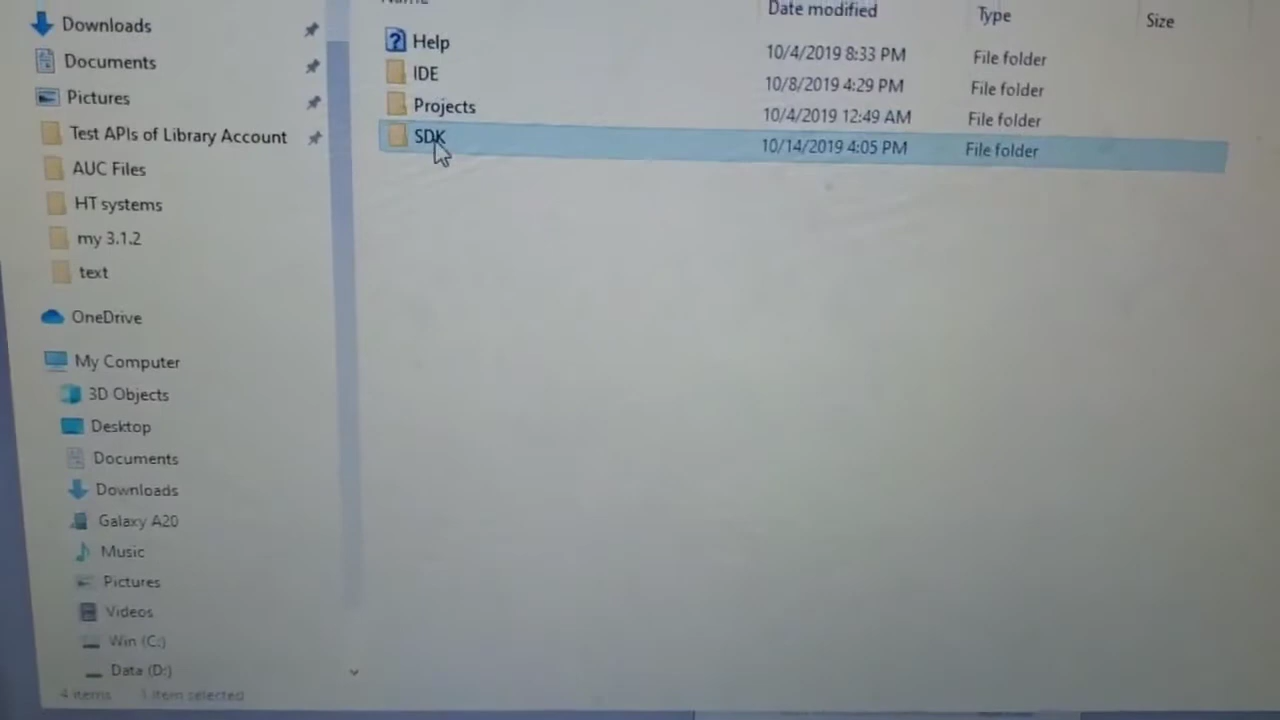 Name
Date modified
Type
Size
Help
10/4/2019 8:33 PM
File folder
IDE
10/8/2019 4:29 PM
File folder
Projects
10/4/2019 12:49 AM
File folder
SDK
10/14/2019 4:05 PM
File folder
Downloads
Documents
Pictures
Test APIs of Library Account
AUC Files
HT systems
my 3.1.2
text
OneDrive
My Computer
3D Objects
Desktop
Documents
Downloads
Galaxy A20
Music
Pictures
Videos
Win (C:)
Data (D:)
4 items
1 item selected